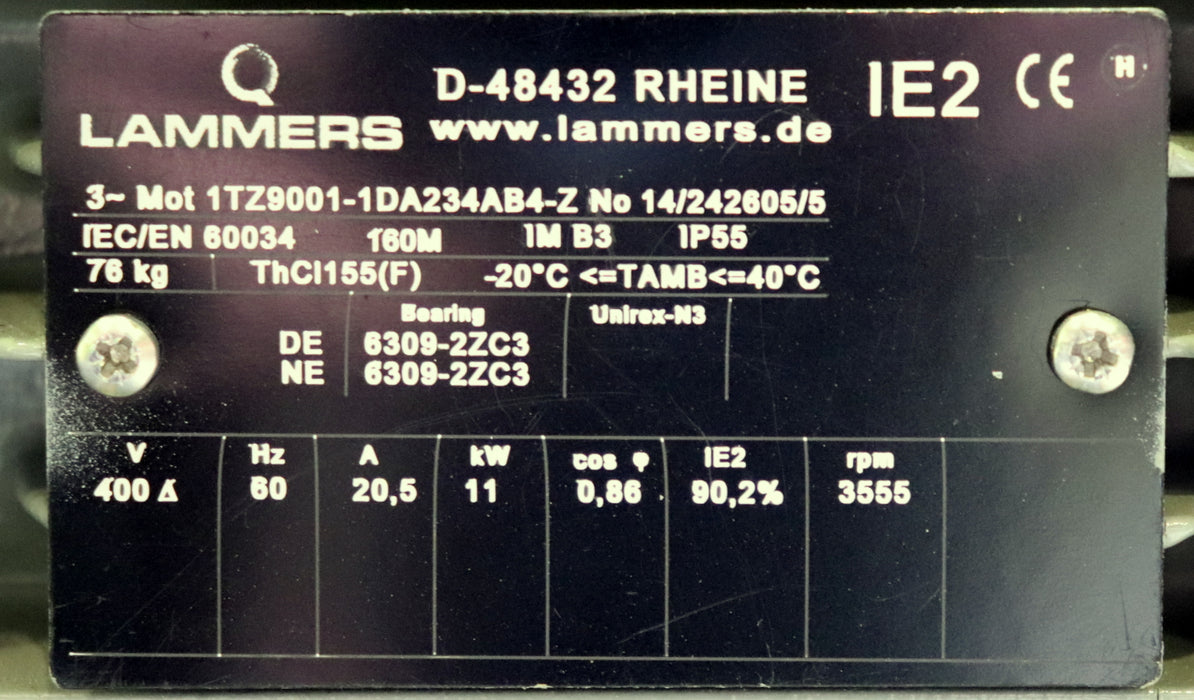 LAMMERS
D-48432 RHEINE
www.lammers.de
IE2 CE H
3~ Mot 1TZ9001-1DA234AB4-Z No 14/242605/5
IEC/EN 60034 160M IM B3 IP55
76 kg ThCl155(F) -20°C <=TAMB<=40°C
Bearing Unirex-N3
DE 6309-2ZC3
NE 6309-2ZC3
V Hz A kW cos φ IE2 rpm
400 Δ 60 20,5 11 0,86 90,2% 3555